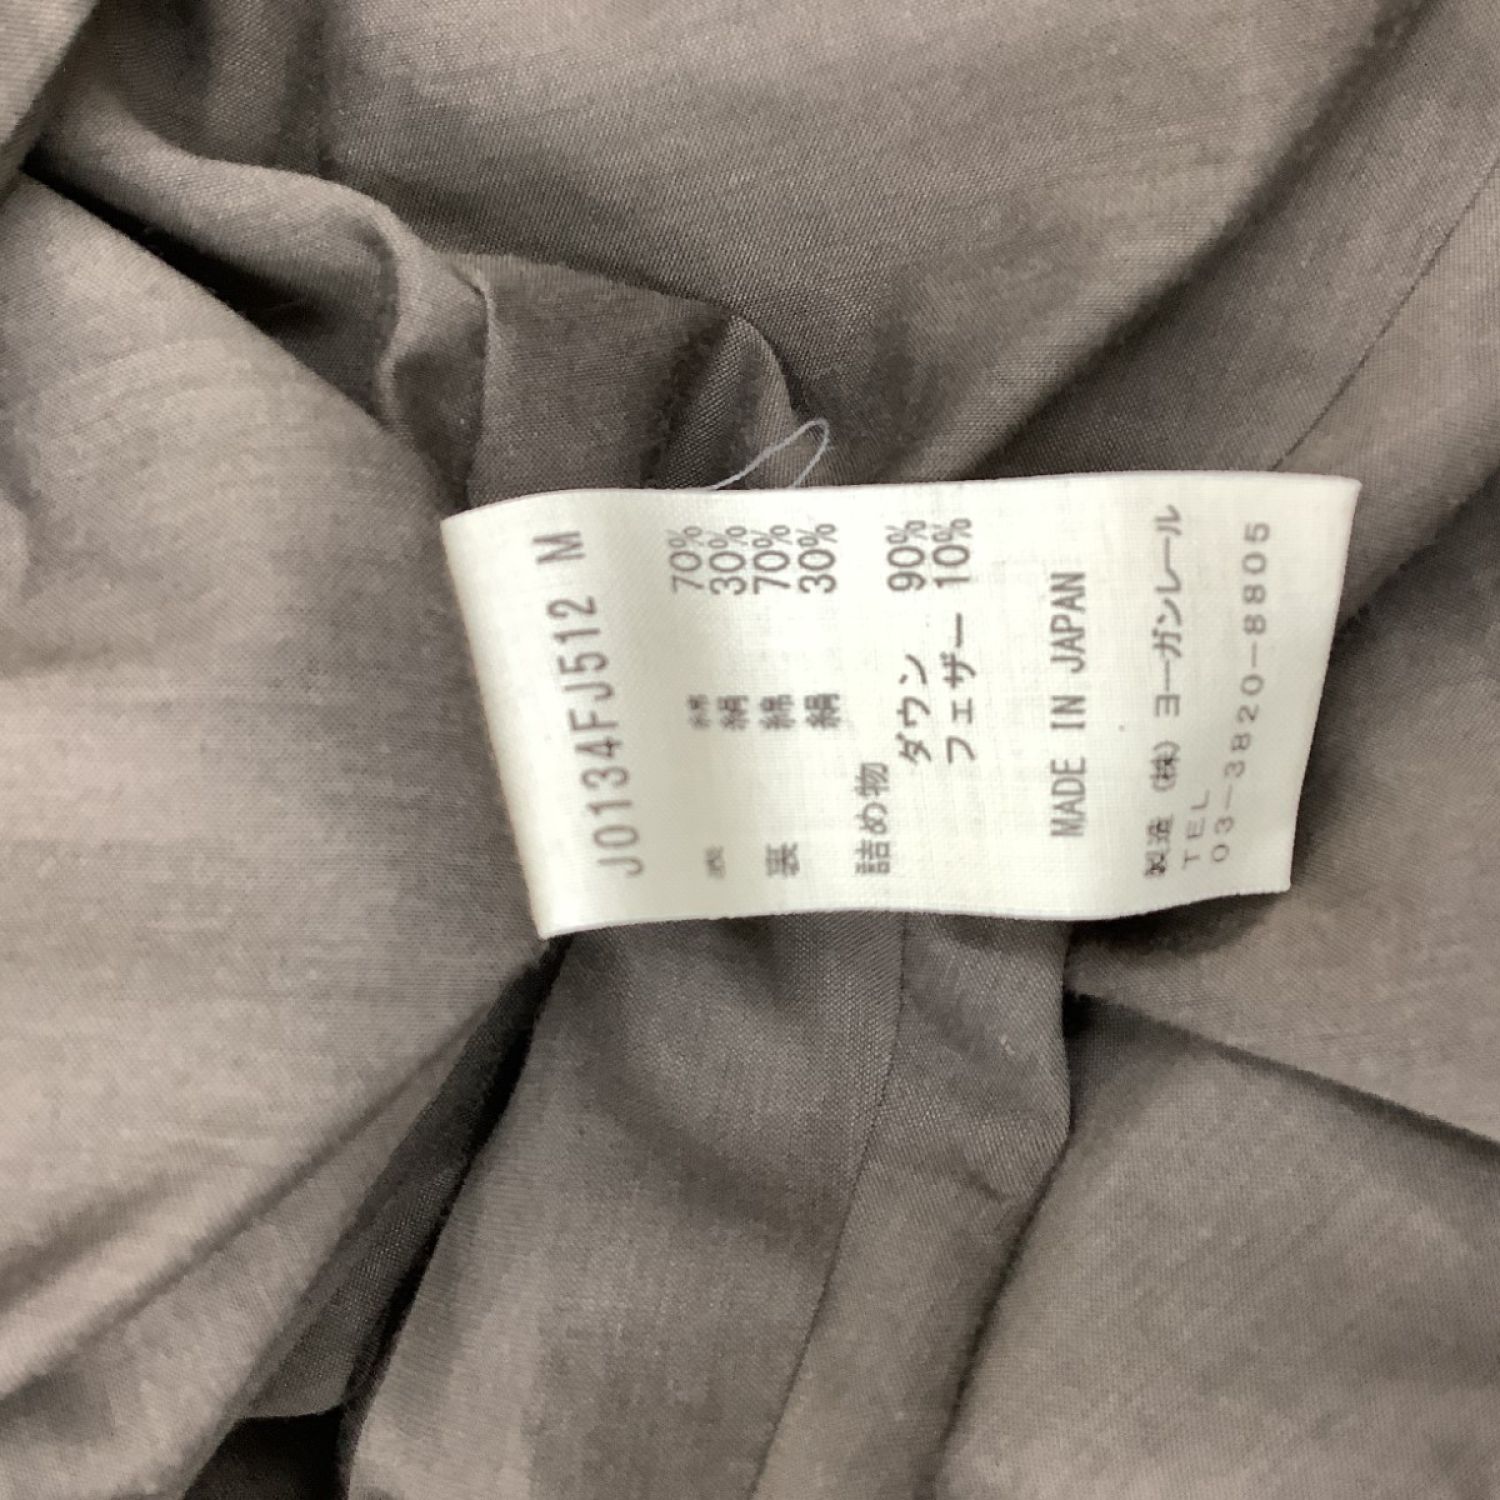 J0134FJ512 M
綿 70%
絹 30%
裏 綿 70%
絹 30%
詰め物
ダウン 90%
フェザー 10%
MADE IN JAPAN
製造 (株) ヨーガンレール
TEL
03-3820-8805